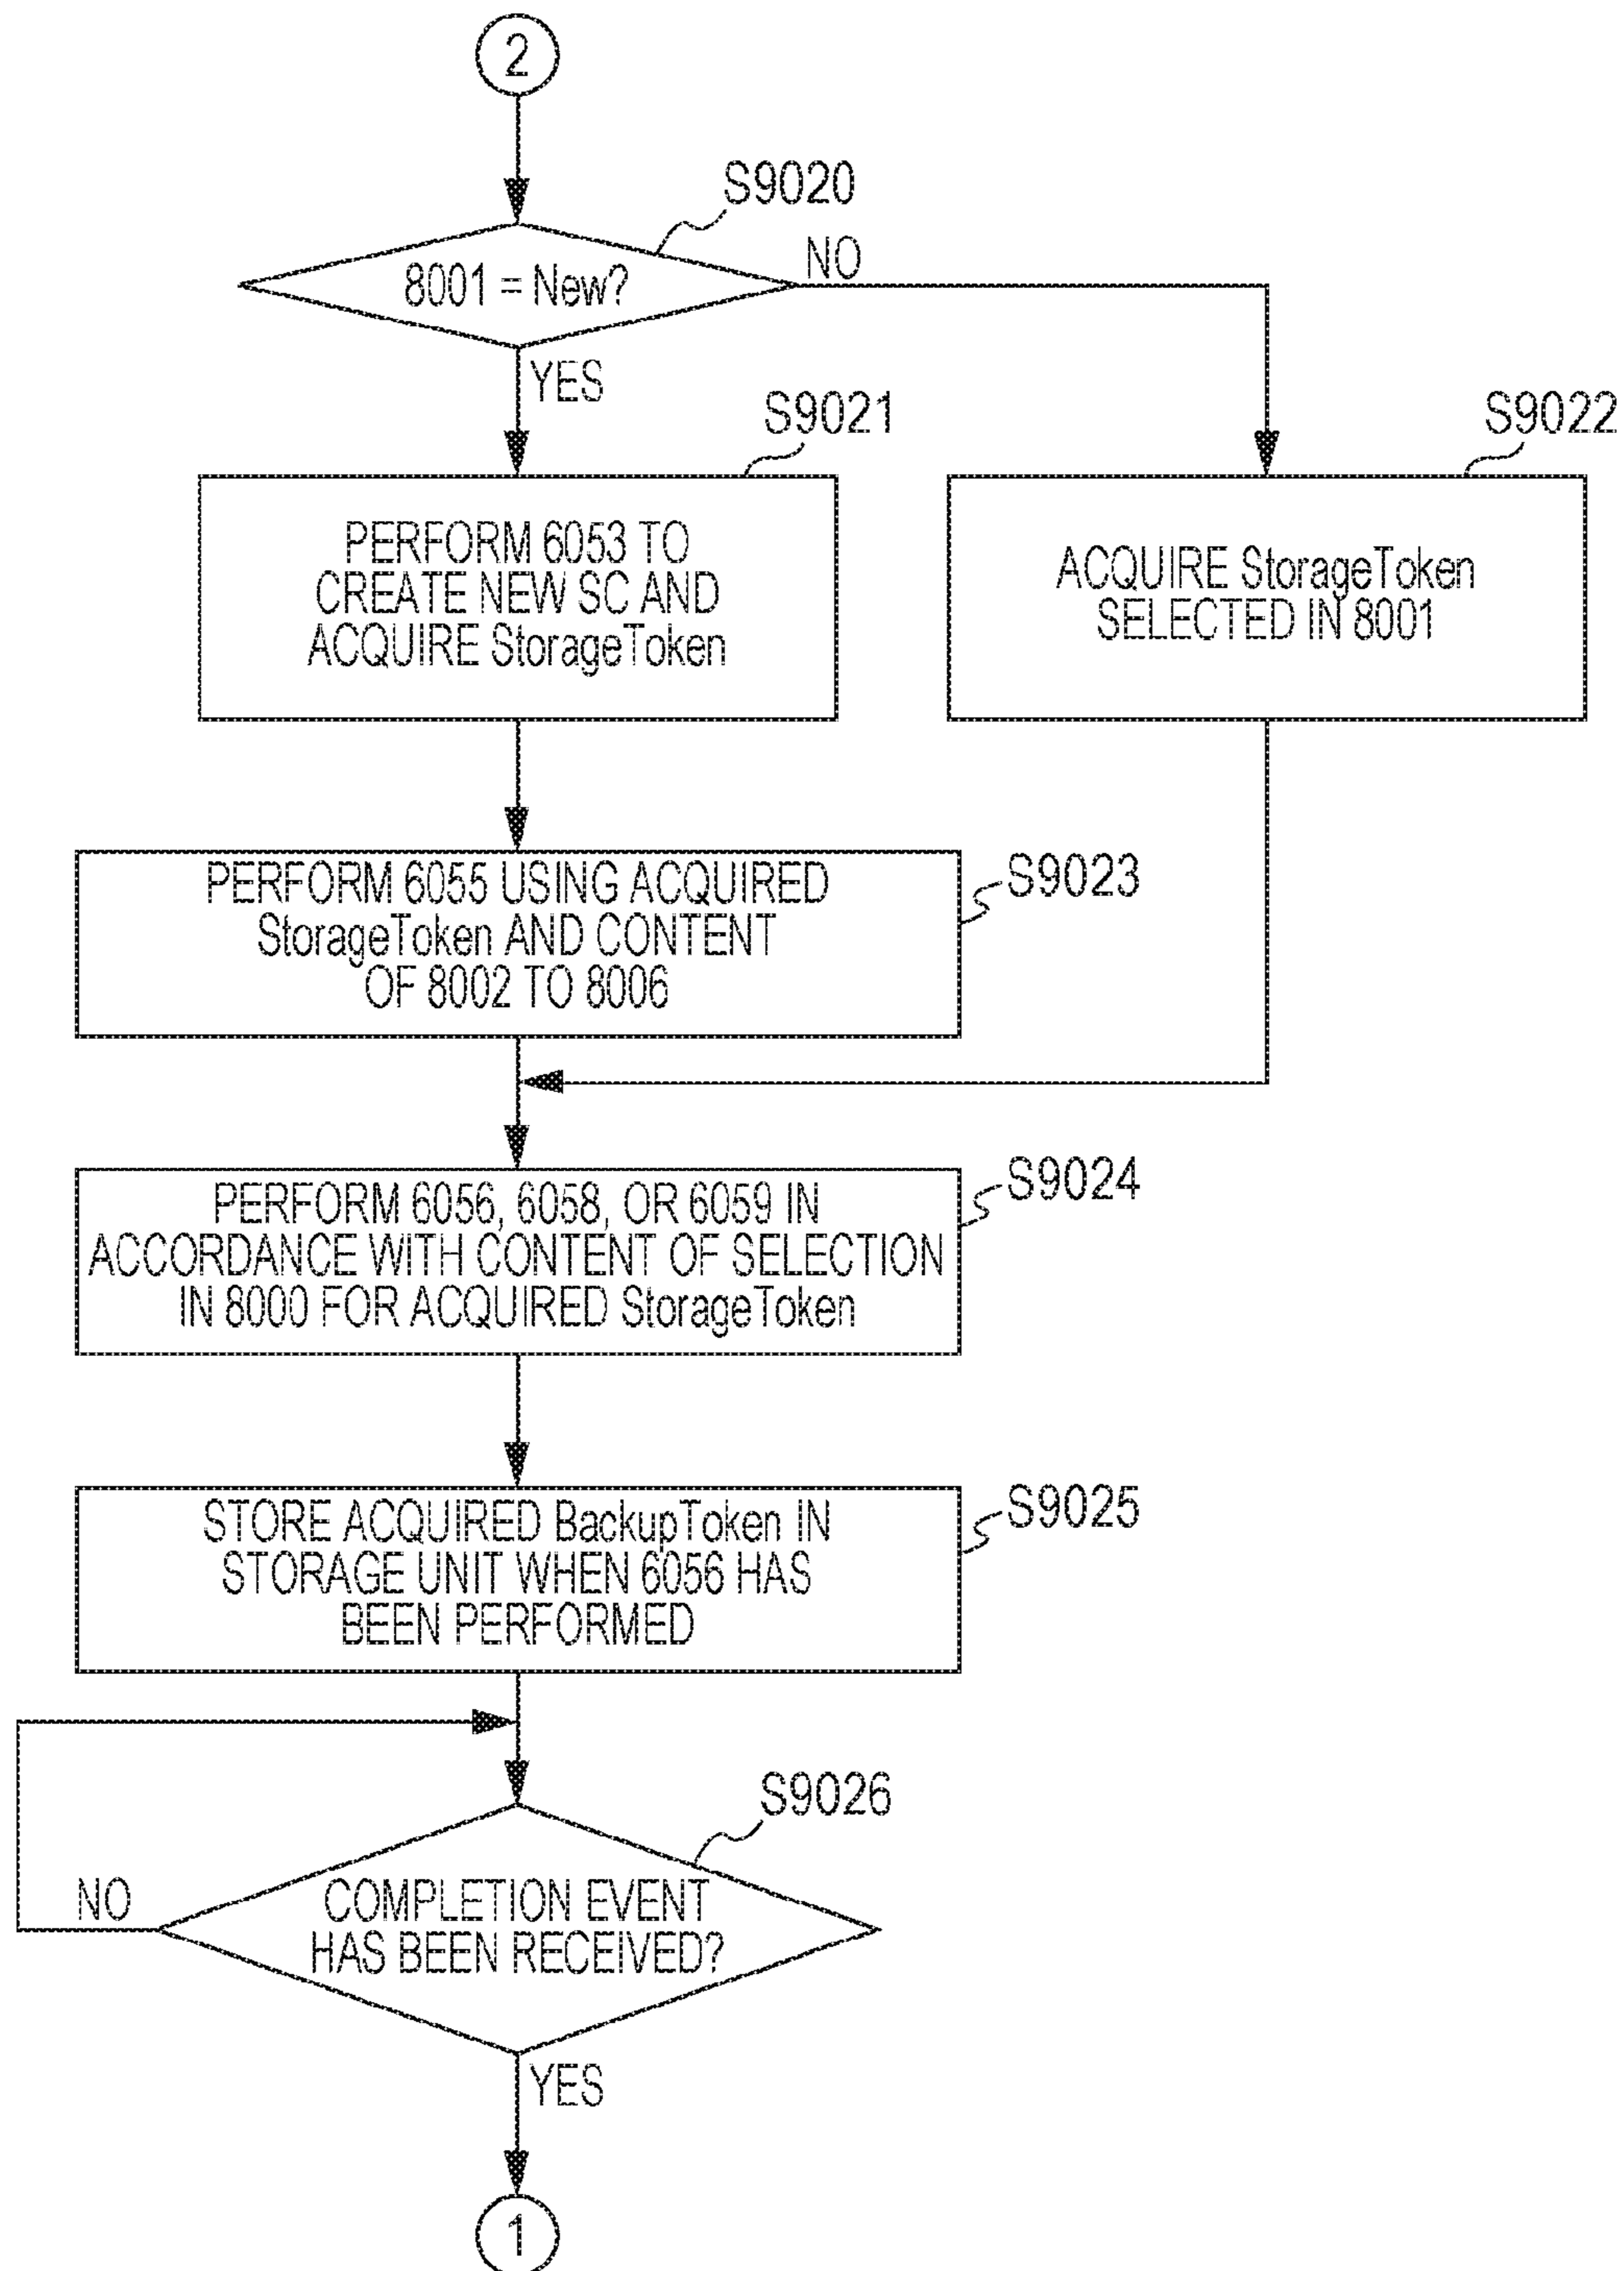 2
S9020
8001 = New?
NO
YES
S9021
S9022
PERFORM 6053 TO
CREATE NEW SC AND
ACQUIRE StorageToken
ACQUIRE StorageToken
SELECTED IN 8001
PERFORM 6055 USING ACQUIRED
StorageToken AND CONTENT
OF 8002 TO 8006
S9023
PERFORM 6056, 6058, OR 6059 IN
ACCORDANCE WITH CONTENT OF SELECTION
IN 8000 FOR ACQUIRED StorageToken
S9024
STORE ACQUIRED BackupToken IN
STORAGE UNIT WHEN 6056 HAS
BEEN PERFORMED
S9025
S9026
NO
COMPLETION EVENT
HAS BEEN RECEIVED?
YES
1